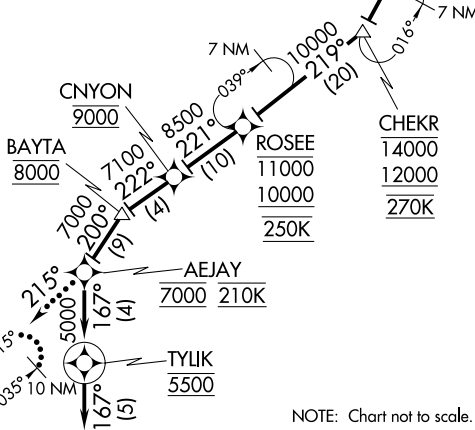 7 NM
016°
10000
219°
(20)
7 NM
039°
CNYON
9000
8500
221°
(10)
CHEKR
14000
12000
270K
BAYTA
8000
7100
222°
(4)
ROSEE
11000
10000
250K
7000
200°
(9)
AEJAY
7000 210K
215°
5000
167°
(4)
15°
035°
10 NM
TYLIK
5500
167°
(5)
NOTE: Chart not to scale.